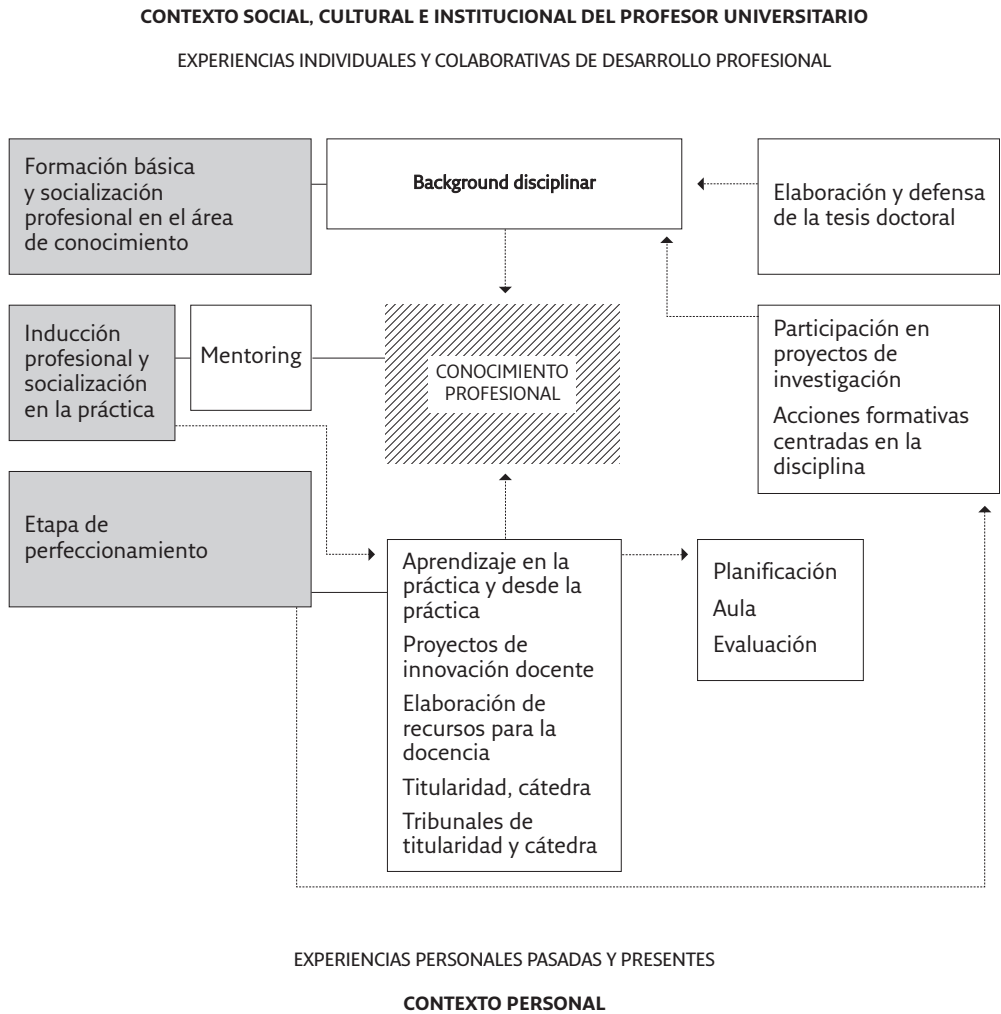 CONTEXTO SOCIAL, CULTURAL E INSTITUCIONAL DEL PROFESOR UNIVERSITARIO
EXPERIENCIAS INDIVIDUALES Y COLABORATIVAS DE DESARROLLO PROFESIONAL
Formación básica
y socialización
profesional en el área
de conocimiento
Background disciplinar
Elaboración y defensa
de la tesis doctoral
Inducción
profesional y
socialización
en la práctica
Mentoring
CONOCIMIENTO
PROFESIONAL
Participación en
proyectos de
investigación
Acciones formativas
centradas en la
disciplina
Etapa de
perfeccionamiento
Aprendizaje en la
práctica y desde la
práctica
Proyectos de
innovación docente
Elaboración de
recursos para la
docencia
Titularidad, cátedra
Tribunales de
titularidad y cátedra
Planificación
Aula
Evaluación
EXPERIENCIAS PERSONALES PASADAS Y PRESENTES
CONTEXTO PERSONAL